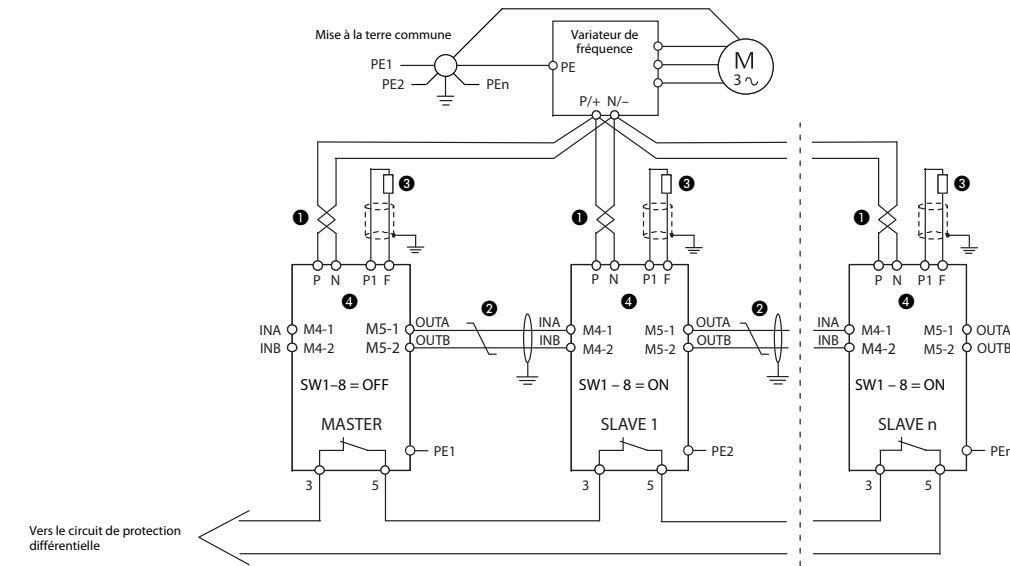 Mise à la terre commune
Variateur de fréquence
PE1
PE
PE2
PEn
M
3
P/+ N/–
❸
❸
❸
❶
❶
❶
P N P1 F
P N P1 F
P N P1 F
❹
❹
❹
❷
❷
INA M4-1 M5-1 OUTA
INB M4-2 M5-2 OUTB
INA M4-1 M5-1 OUTA
INB M4-2 M5-2 OUTB
INA M4-1 M5-1 OUTA
INB M4-2 M5-2 OUTB
SW1–8 = OFF
SW1 – 8 = ON
SW1 – 8 = ON
MASTER
SLAVE 1
SLAVE n
PE1
PE2
PEn
3 5
3 5
3 5
Vers le circuit de protection
différentielle